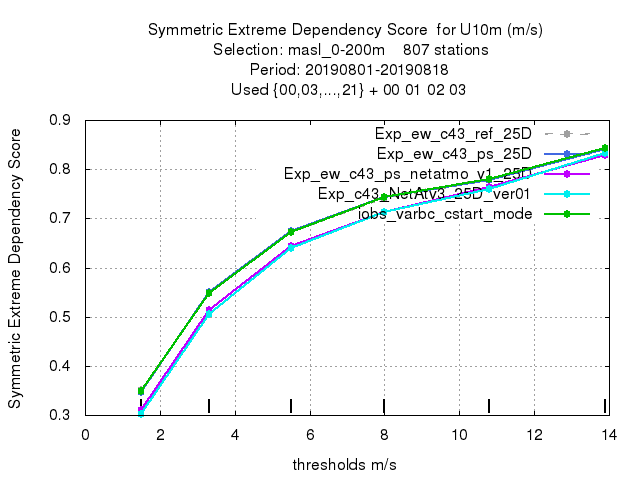 Symmetric Extreme Dependency Score for U10m (m/s)
Selection: masl_0-200m 807 stations
Period: 20190801-20190818
Used {00,03,...,21} + 00 01 02 03
Symmetric Extreme Dependency Score
0.9
0.8
0.7
0.6
0.5
0.4
0.3
Exp_ew_c43_ref_25D
Exp_ew_c43_ps_25D
Exp_ew_c43_ps_netatmo_v1_25D
Exp_c43_NetAtv3_25D_ver01
iobs_varbc_cstart_mode
0 2 4 6 8 10 12 14
thresholds m/s